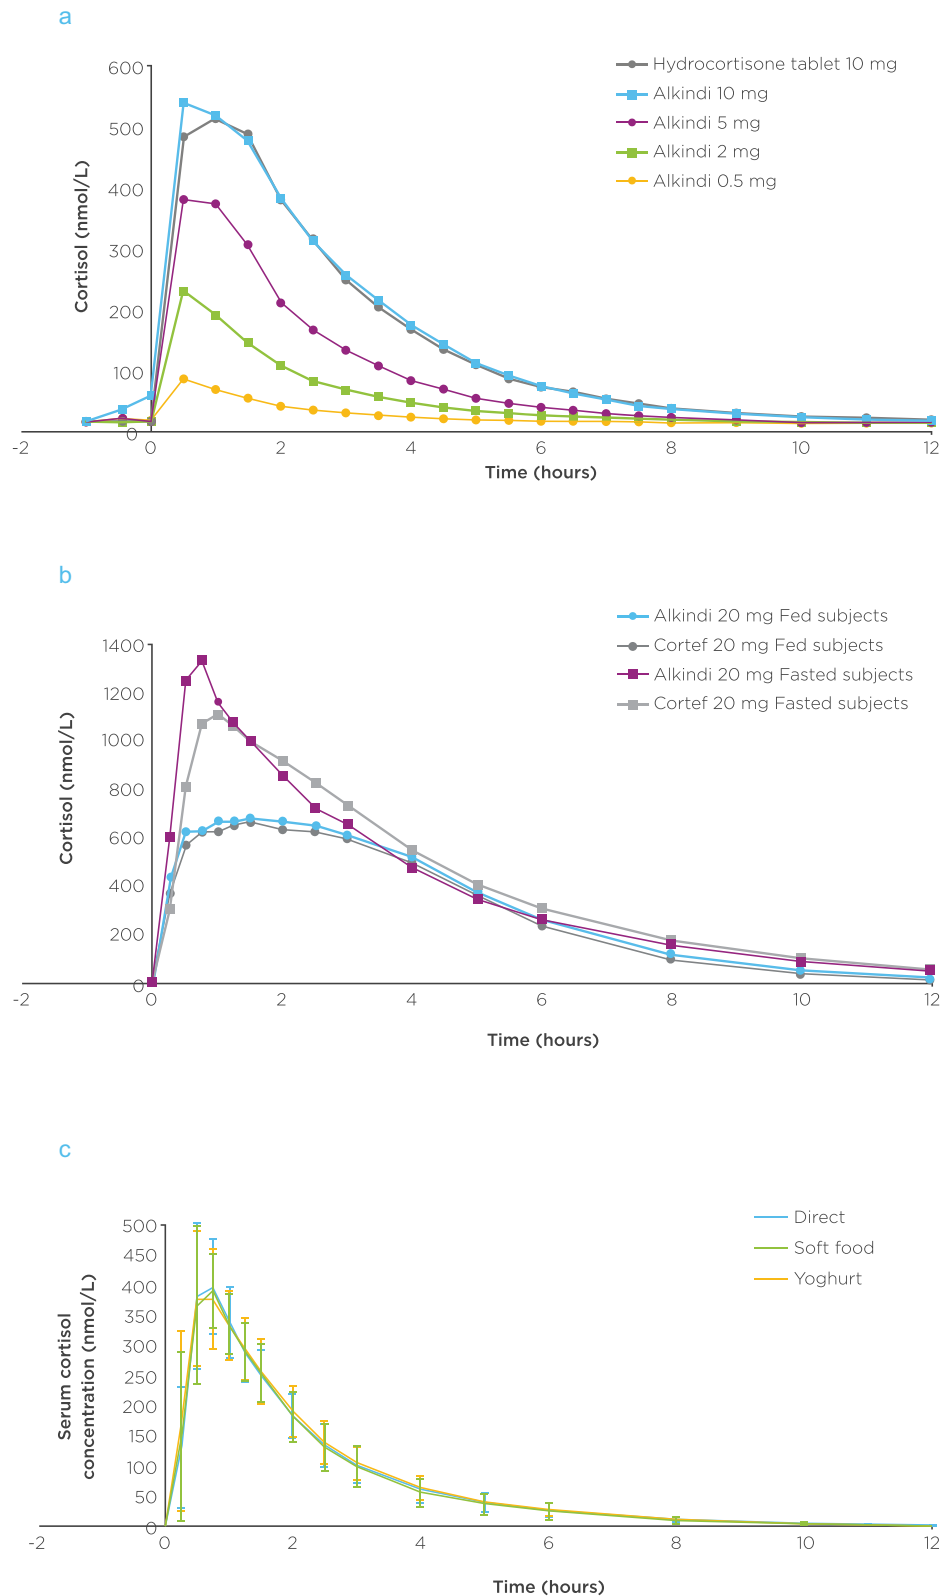 a
600
500
400
300
200
100
0
Cortisol (nmol/L)
Hydrocortisone tablet 10 mg
Alkindi 10 mg
Alkindi 5 mg
Alkindi 2 mg
Alkindi 0.5 mg
-2 0 2 4 6 8 10 12
Time (hours)
b
1400
1200
1000
800
600
400
200
0
Cortisol (nmol/L)
Alkindi 20 mg Fed subjects
Cortef 20 mg Fed subjects
Alkindi 20 mg Fasted subjects
Cortef 20 mg Fasted subjects
-2 0 2 4 6 8 10 12
Time (hours)
c
500
450
400
350
300
250
200
150
100
50
0
Serum cortisol
concentration (nmol/L)
Direct
Soft food
Yoghurt
-2 0 2 4 6 8 10 12
Time (hours)